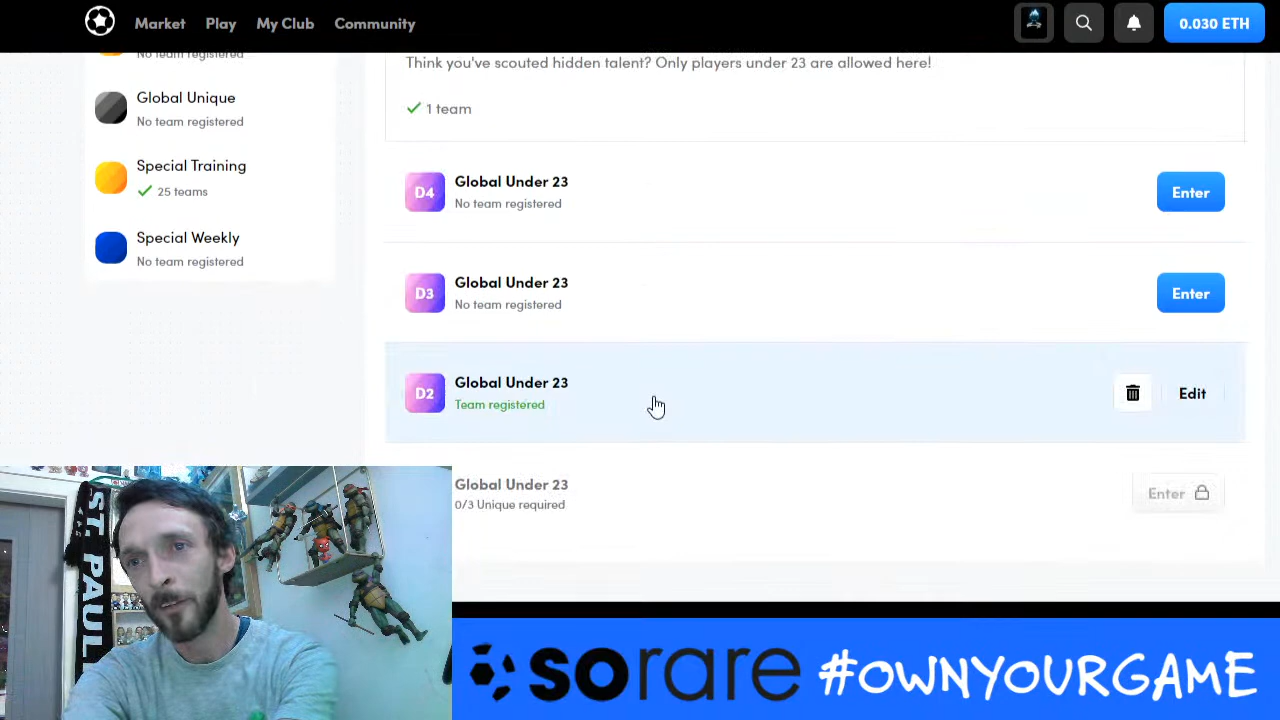 Market Play My Club Community
0.030 ETH
No team registered
Global Unique
No team registered
Special Training
25 teams
Special Weekly
No team registered
Think you've scouted hidden talent? Only players under 23 are allowed here!
1 team
D4 Global Under 23
No team registered
Enter
D3 Global Under 23
No team registered
Enter
D2 Global Under 23
Team registered
Edit
Global Under 23
0/3 Unique required
Enter
ST. PAUL
sorare #OWNYOURGAME